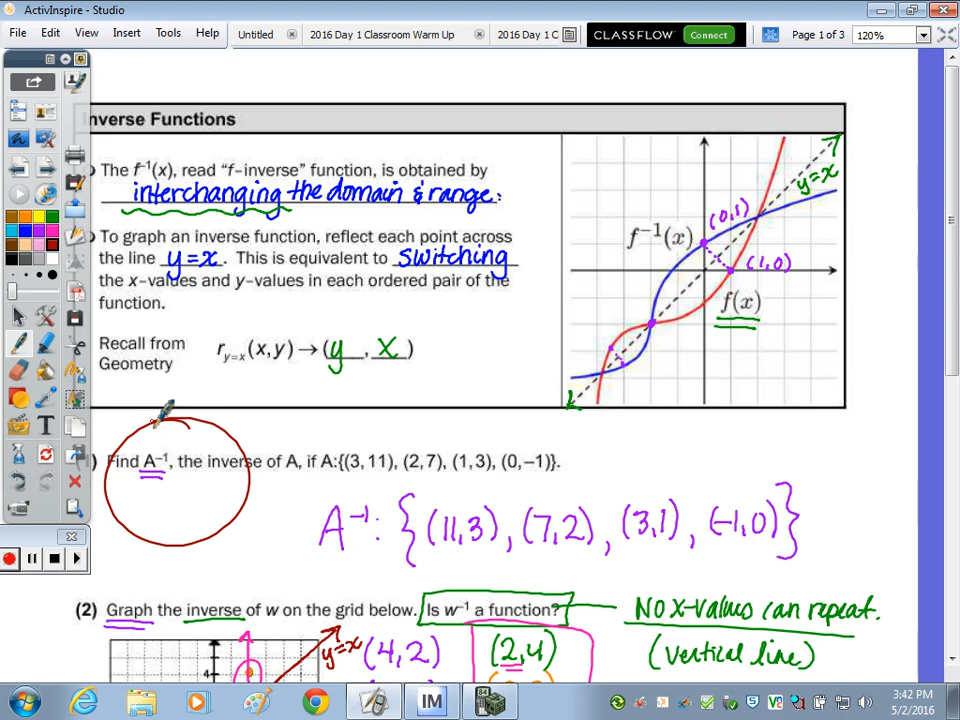 ActivInspire - Studio
File Edit View Insert Tools Help
Untitled 2016 Day 1 Classroom Warm Up 2016 Day 1 C
CLASSFLOW Connect
Page 1 of 3 120%
Inverse Functions
The f⁻¹(x), read "f-inverse" function, is obtained by
interchanging the domain & range.
To graph an inverse function, reflect each point across
the line y=x. This is equivalent to switching
the x-values and y-values in each ordered pair of the
function.
Recall from
Geometry
r y=x (x, y) → (y, x)
y=x
(0,1)
f⁻¹(x)
(1,0)
f(x)
) Find A⁻¹, the inverse of A, if A:{(3, 11), (2, 7), (1, 3), (0, −1)}.
A⁻¹: {(11,3), (7,2), (3,1), (-1,0)}
(2) Graph the inverse of w on the grid below. Is w⁻¹ a function?
No x-values can repeat.
(vertical line)
y=x
(4,2)
(2,4)
4
IM
84
3:42 PM
5/2/2016